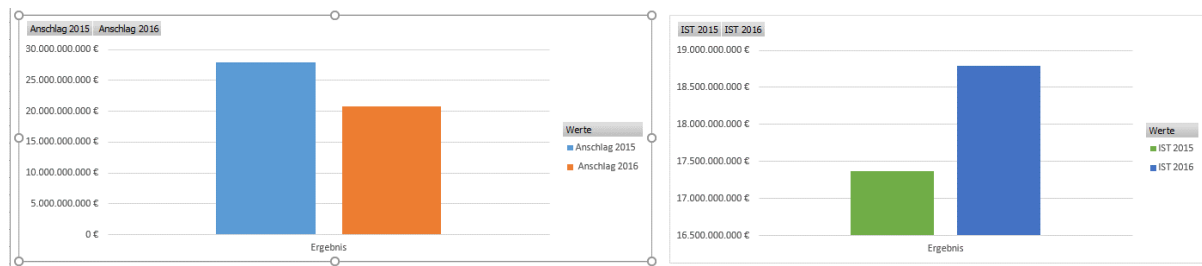 Anschlag 2015 Anschlag 2016
30.000.000.000 €
25.000.000.000 €
20.000.000.000 €
15.000.000.000 €
10.000.000.000 €
5.000.000.000 €
0 €
Ergebnis
Werte
Anschlag 2015
Anschlag 2016
IST 2015 IST 2016
19.000.000.000 €
18.500.000.000 €
18.000.000.000 €
17.500.000.000 €
17.000.000.000 €
16.500.000.000 €
Ergebnis
Werte
IST 2015
IST 2016